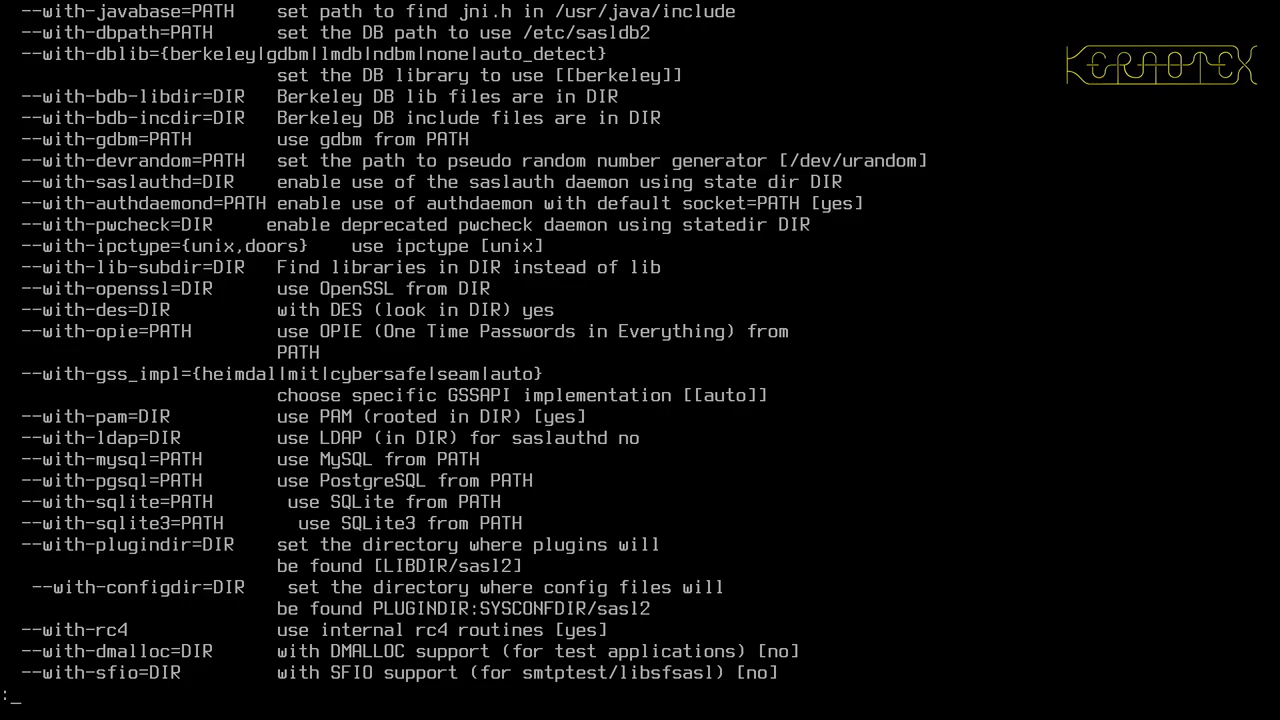 --with-javabase=PATH    set path to find jni.h in /usr/java/include
--with-dbpath=PATH      set the DB path to use /etc/sasldb2
--with-dblib={berkeley|gdbm|lmdb|ndbm|none|auto_detect}
                        set the DB library to use [[berkeley]]
--with-bdb-libdir=DIR   Berkeley DB lib files are in DIR
--with-bdb-incdir=DIR   Berkeley DB include files are in DIR
--with-gdbm=PATH        use gdbm from PATH
--with-devrandom=PATH   set the path to pseudo random number generator [/dev/urandom]
--with-saslauthd=DIR    enable use of the saslauth daemon using state dir DIR
--with-authdaemond=PATH enable use of authdaemon with default socket=PATH [yes]
--with-pwcheck=DIR     enable deprecated pwcheck daemon using statedir DIR
--with-ipctype={unix,doors}    use ipctype [unix]
--with-lib-subdir=DIR   Find libraries in DIR instead of lib
--with-openssl=DIR      use OpenSSL from DIR
--with-des=DIR          with DES (look in DIR) yes
--with-opie=PATH        use OPIE (One Time Passwords in Everything) from
                        PATH
--with-gss_impl={heimdal|mit|cybersafe|seam|auto}
                        choose specific GSSAPI implementation [[auto]]
--with-pam=DIR          use PAM (rooted in DIR) [yes]
--with-ldap=DIR         use LDAP (in DIR) for saslauthd no
--with-mysql=PATH       use MySQL from PATH
--with-pgsql=PATH       use PostgreSQL from PATH
--with-sqlite=PATH       use SQLite from PATH
--with-sqlite3=PATH       use SQLite3 from PATH
--with-plugindir=DIR    set the directory where plugins will
                        be found [LIBDIR/sasl2]
 --with-configdir=DIR    set the directory where config files will
                        be found PLUGINDIR:SYSCONFDIR/sasl2
--with-rc4              use internal rc4 routines [yes]
--with-dmalloc=DIR      with DMALLOC support (for test applications) [no]
--with-sfio=DIR         with SFIO support (for smtptest/libsfsasl) [no]
:_
KERNOTEX